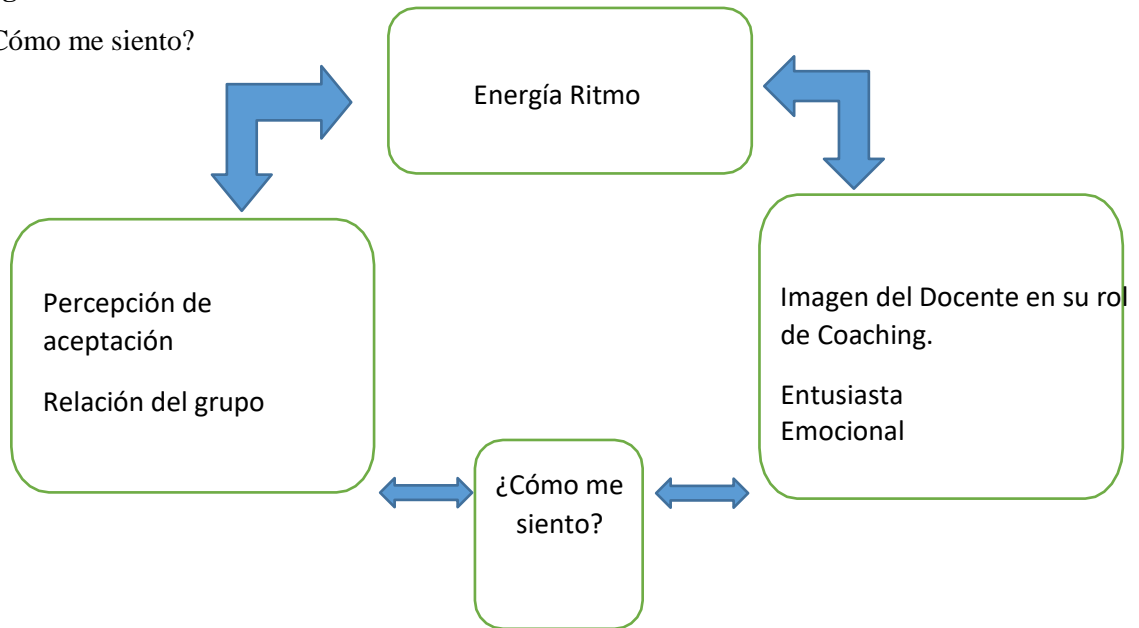 Cómo me siento?
Energía Ritmo
Percepción de
aceptación
Relación del grupo
Imagen del Docente en su rol
de Coaching.
Entusiasta
Emocional
¿Cómo me
siento?